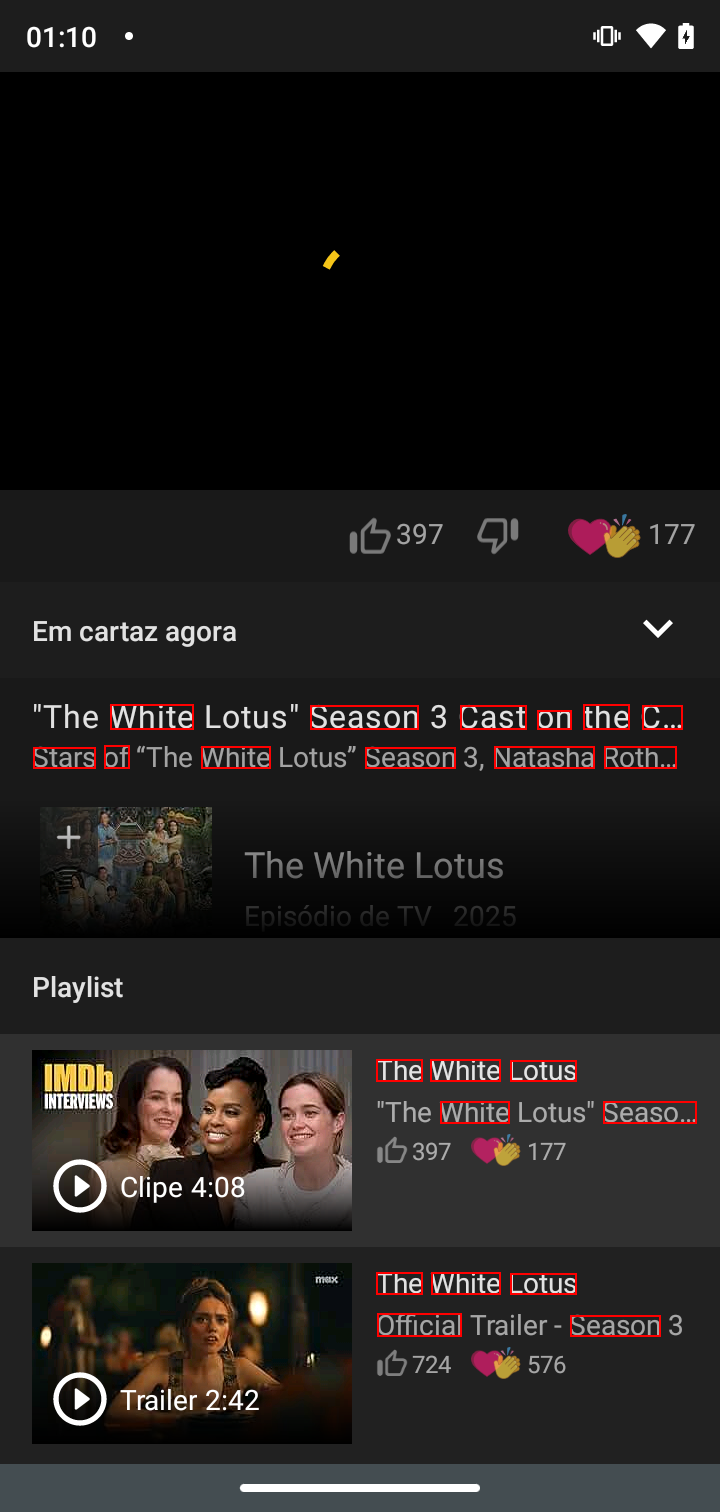 01:10
397 177
Em cartaz agora
"The White Lotus" Season 3 Cast on the C…
Stars of “The White Lotus” Season 3, Natasha Roth…
The White Lotus
Episódio de TV 2025
Playlist
IMDb
INTERVIEWS
Clipe 4:08
The White Lotus
"The White Lotus" Seaso…
397 177
max
Trailer 2:42
The White Lotus
Official Trailer - Season 3
724 576